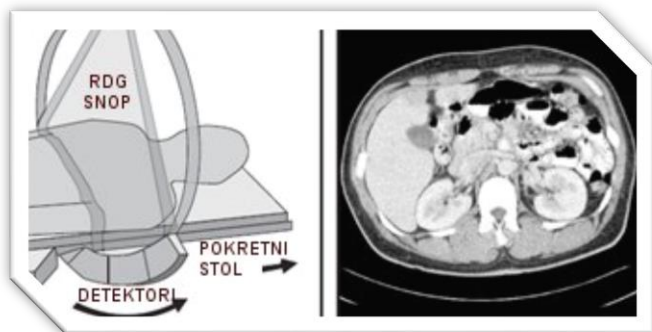 RDG
SNOP
POKRETNI
STOL
DETEKTORI